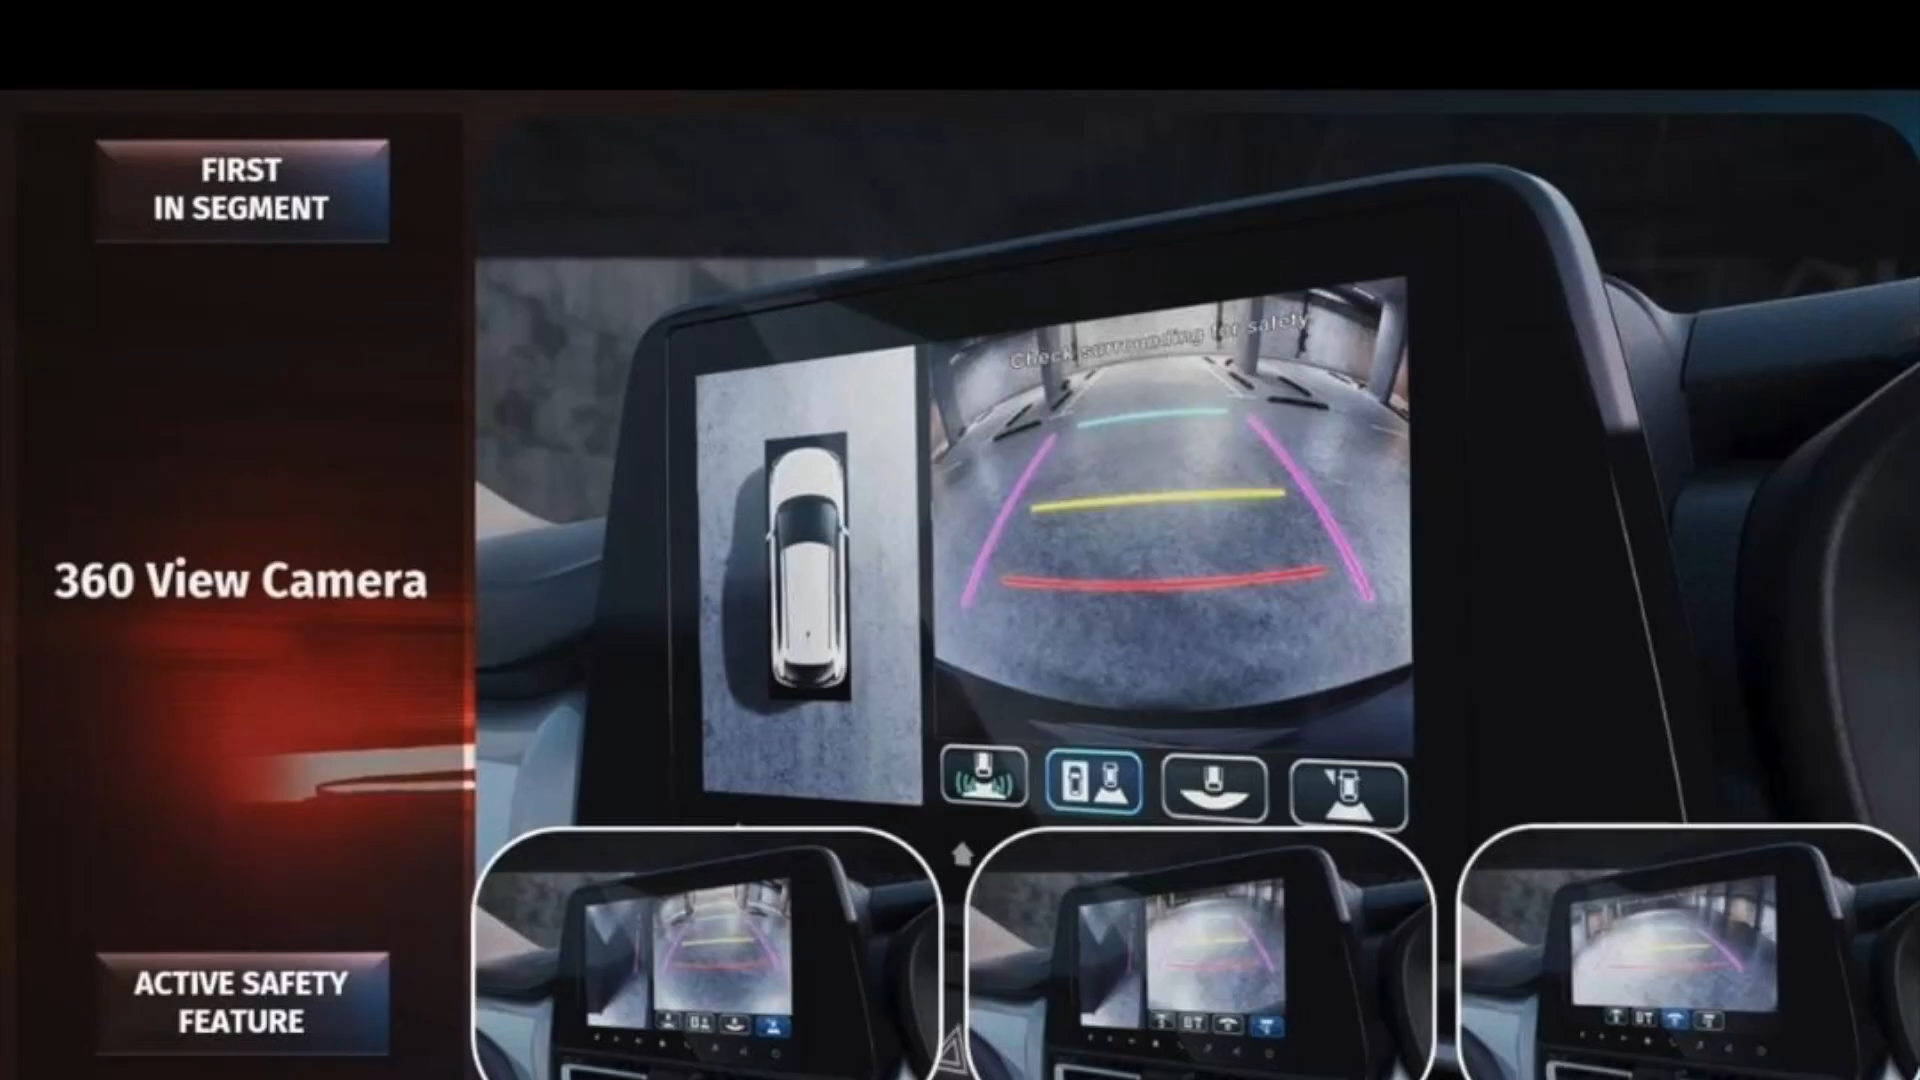 FIRST
IN SEGMENT
360 View Camera
ACTIVE SAFETY
FEATURE
Check surrounding for safety